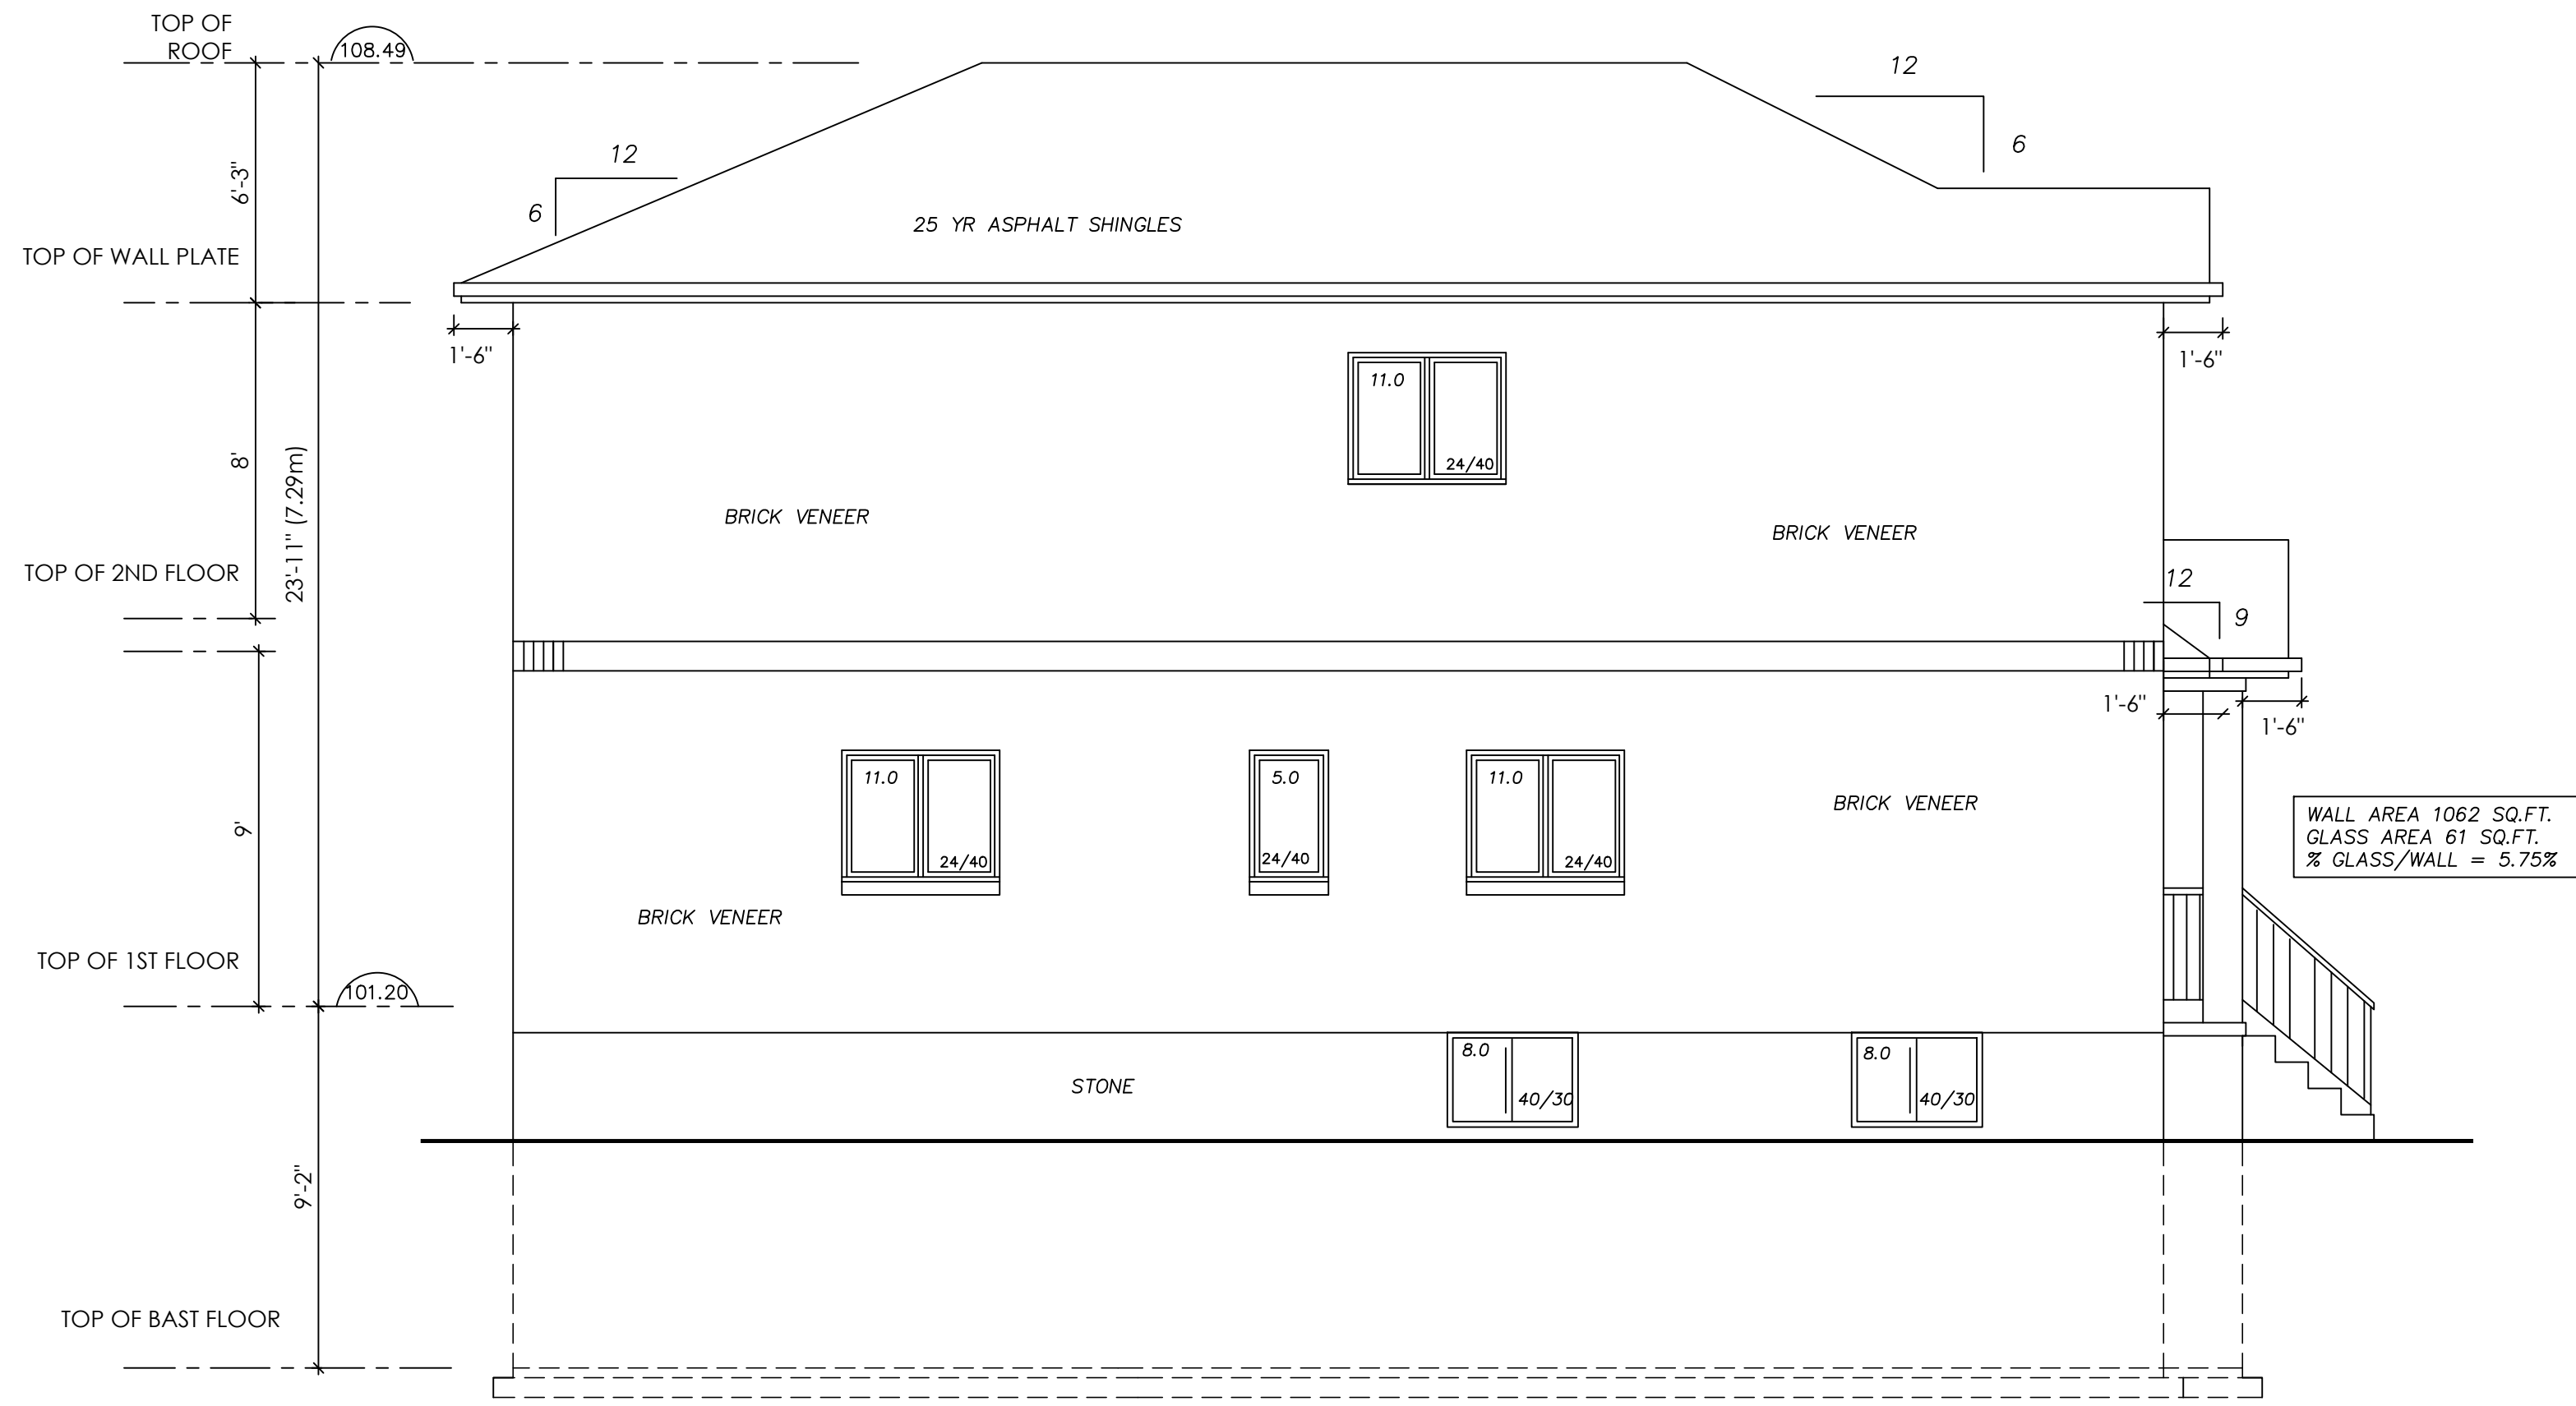 TOP OF
ROOF
108.49
12
6
12
6
6'-3"
25 YR ASPHALT SHINGLES
TOP OF WALL PLATE
1'-6"
1'-6"
11.0
24/40
8'
23'-11" (7.29m)
BRICK VENEER
BRICK VENEER
TOP OF 2ND FLOOR
12
9
1'-6"
1'-6"
11.0
24/40
5.0
24/40
11.0
24/40
BRICK VENEER
WALL AREA 1062 SQ.FT.
GLASS AREA 61 SQ.FT.
% GLASS/WALL = 5.75%
9'
BRICK VENEER
TOP OF 1ST FLOOR
101.20
8.0
40/30
8.0
40/30
STONE
9'-2"
TOP OF BAST FLOOR